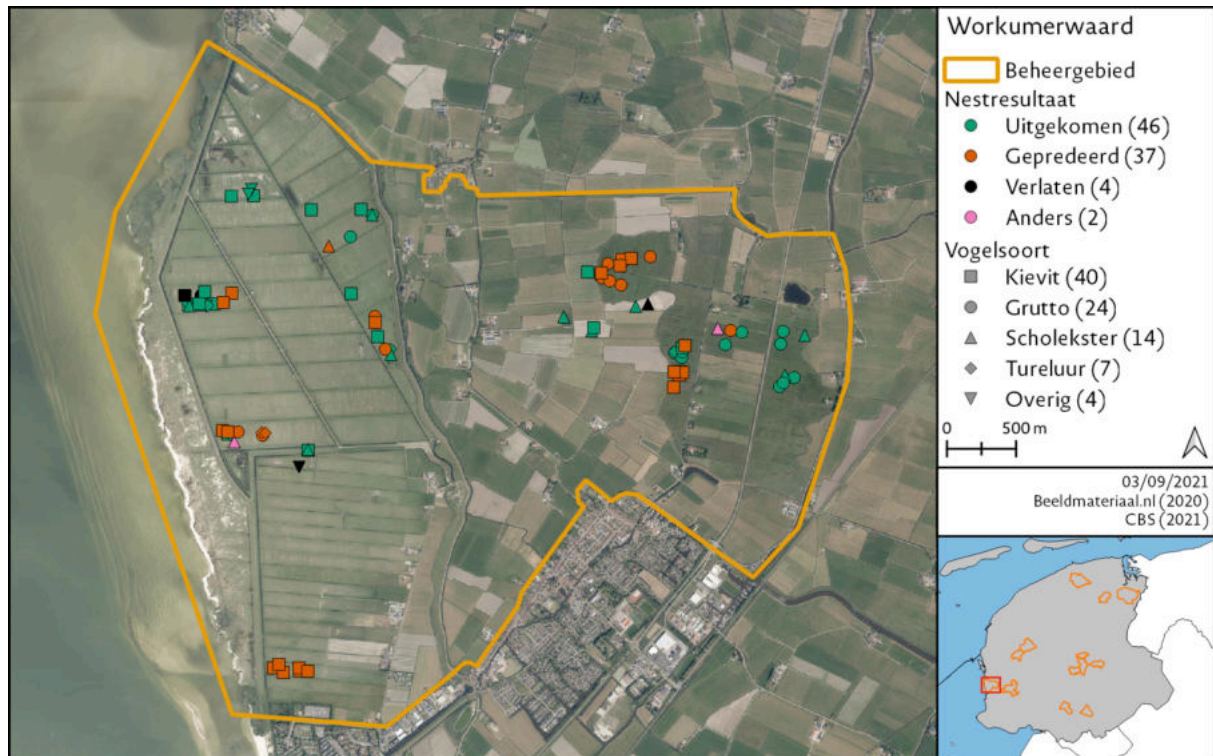 Workumerwaard
Beheergebied
Nestresultaat
Uitgekomen (46)
Gepredeerd (37)
Verlaten (4)
Anders (2)
Vogelsoort
Kievit (40)
Grutto (24)
Scholekster (14)
Tureluur (7)
Overig (4)
0 500 m
03/09/2021
Beeldmateriaal.nl (2020)
CBS (2021)